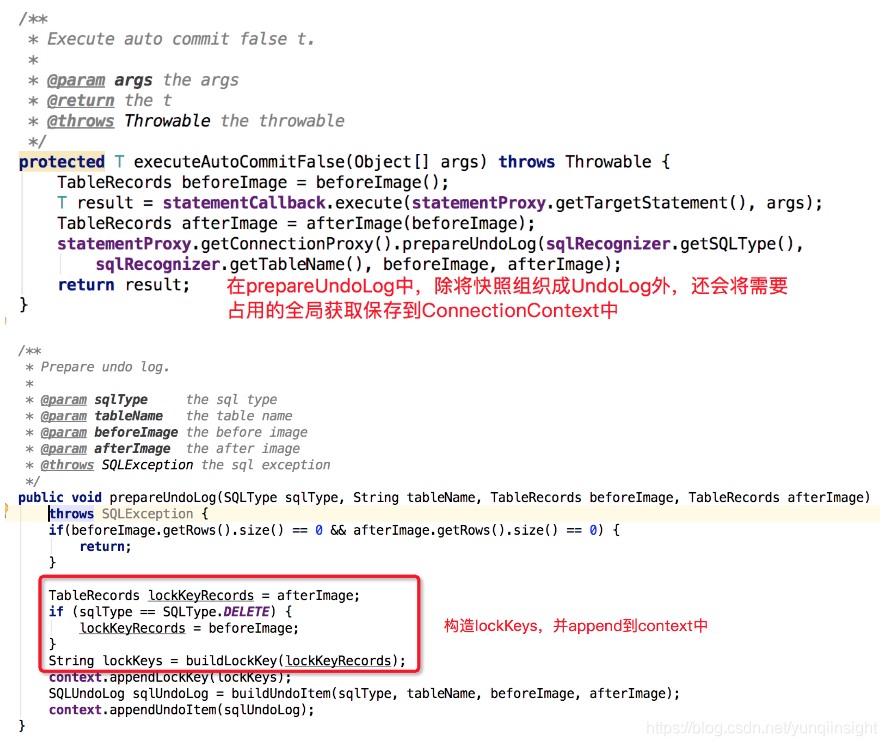 /**
* Execute auto commit false t.
*
* @param args the args
* @return the t
* @throws Throwable the throwable
*/
protected T executeAutoCommitFalse(Object[] args) throws Throwable {
TableRecords beforeImage = beforeImage();
T result = statementCallback.execute(statementProxy.getTargetStatement(), args);
TableRecords afterImage = afterImage(beforeImage);
statementProxy.getConnectionProxy().prepareUndoLog(sqlRecognizer.getSQLType(),
sqlRecognizer.getTableName(), beforeImage, afterImage);
return result;
在prepareUndoLog中，除将快照组织成UndoLog外，还会将需要
占用的全局获取保存到ConnectionContext中
}
/**
* Prepare undo log.
*
* @param sqlType the sql type
* @param tableName the table name
* @param beforeImage the before image
* @param afterImage the after image
* @throws SQLException the sql exception
*/
public void prepareUndoLog(SQLType sqlType, String tableName, TableRecords beforeImage, TableRecords afterImage)
throws SQLException {
if(beforeImage.getRows().size() == 0 && afterImage.getRows().size() == 0) {
return;
}
TableRecords lockKeyRecords = afterImage;
if (sqlType == SQLType.DELETE) {
lockKeyRecords = beforeImage;
}
构造lockKeys，并append到context中
String lockKeys = buildLockKey(lockKeyRecords);
context.appendLockKey(lockKeys);
SQLUndoLog sqlUndoLog = buildUndoItem(sqlType, tableName, beforeImage, afterImage);
context.appendUndoItem(sqlUndoLog);
}
https://blog.csdn.net/yunqiinsight